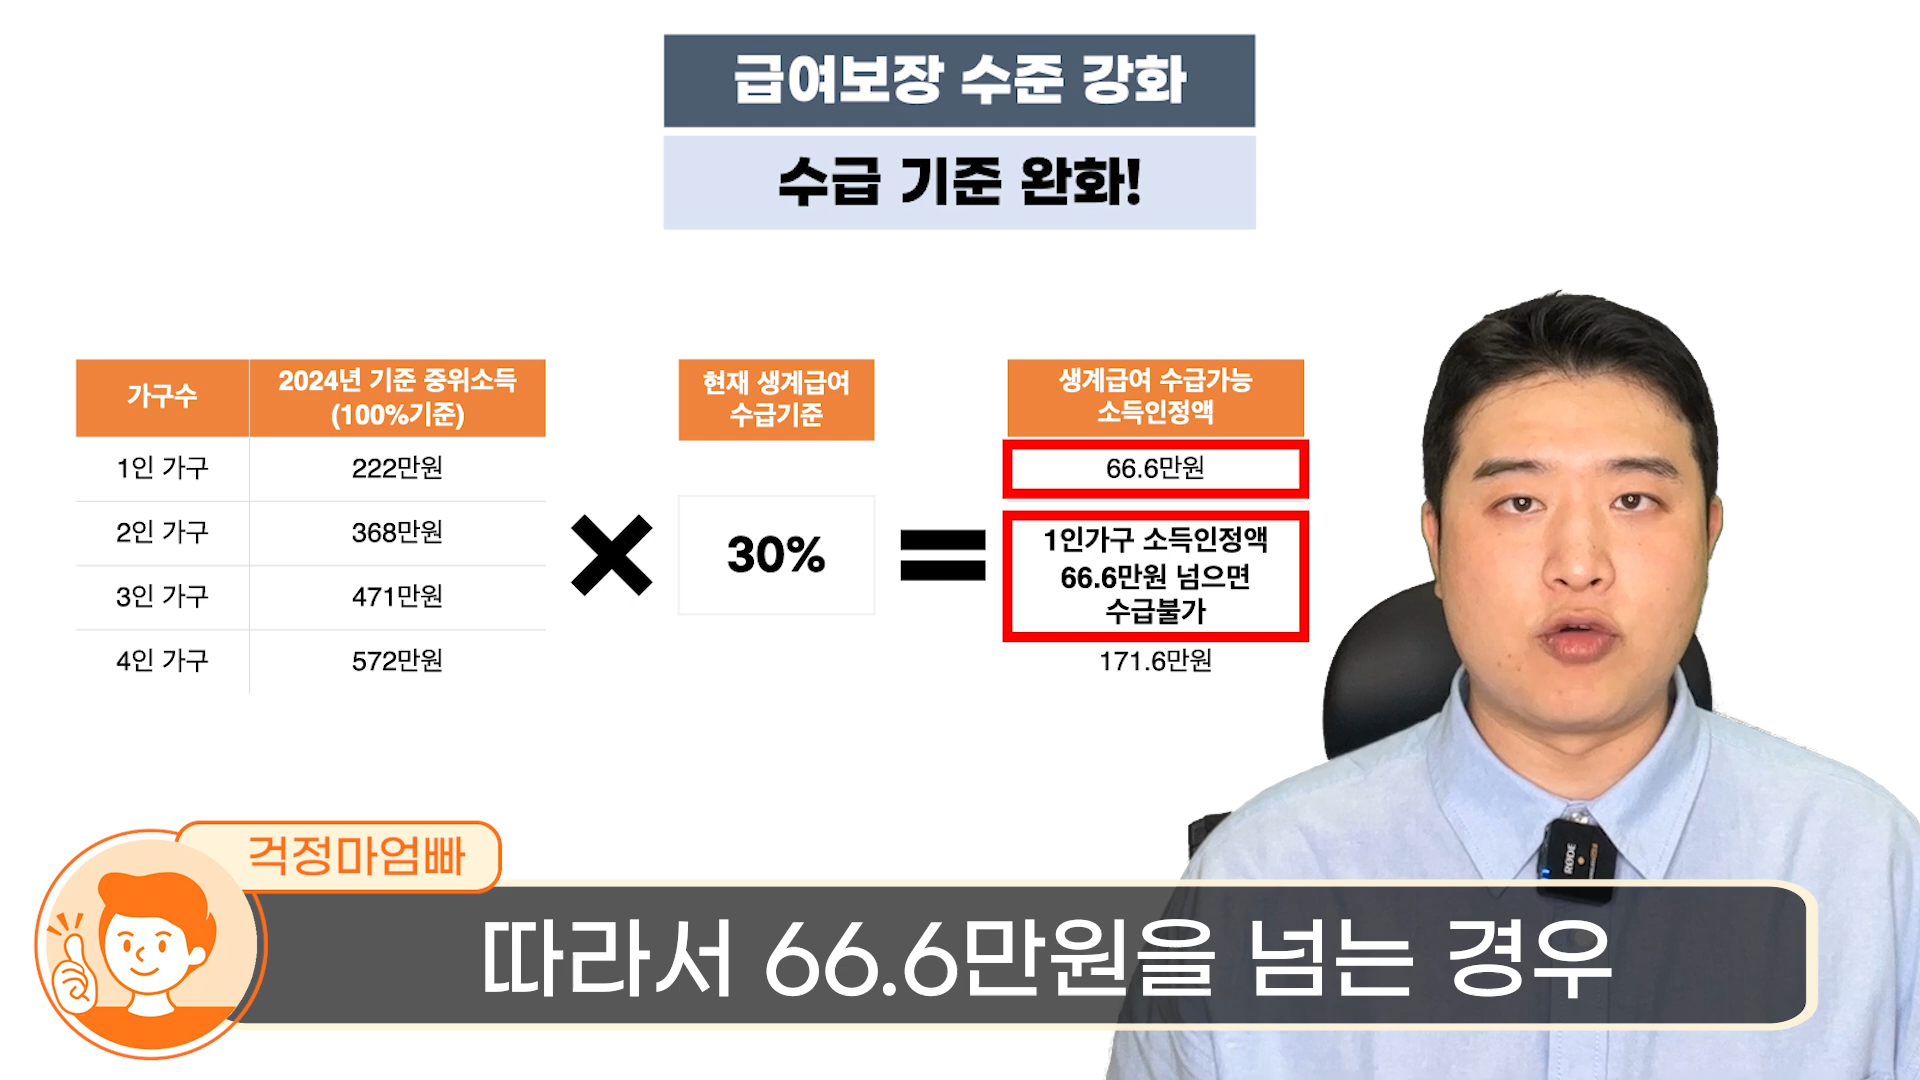 급여보장 수준 강화
수급 기준 완화!
가구수
2024년 기준 중위소득
(100%기준)
1인 가구
222만원
2인 가구
368만원
3인 가구
471만원
4인 가구
572만원
×
현재 생계급여
수급기준
30%
=
생계급여 수급가능
소득인정액
66.6만원
1인가구 소득인정액
66.6만원 넘으면
수급불가
171.6만원
RODE
걱정마엄빠
따라서 66.6만원을 넘는 경우